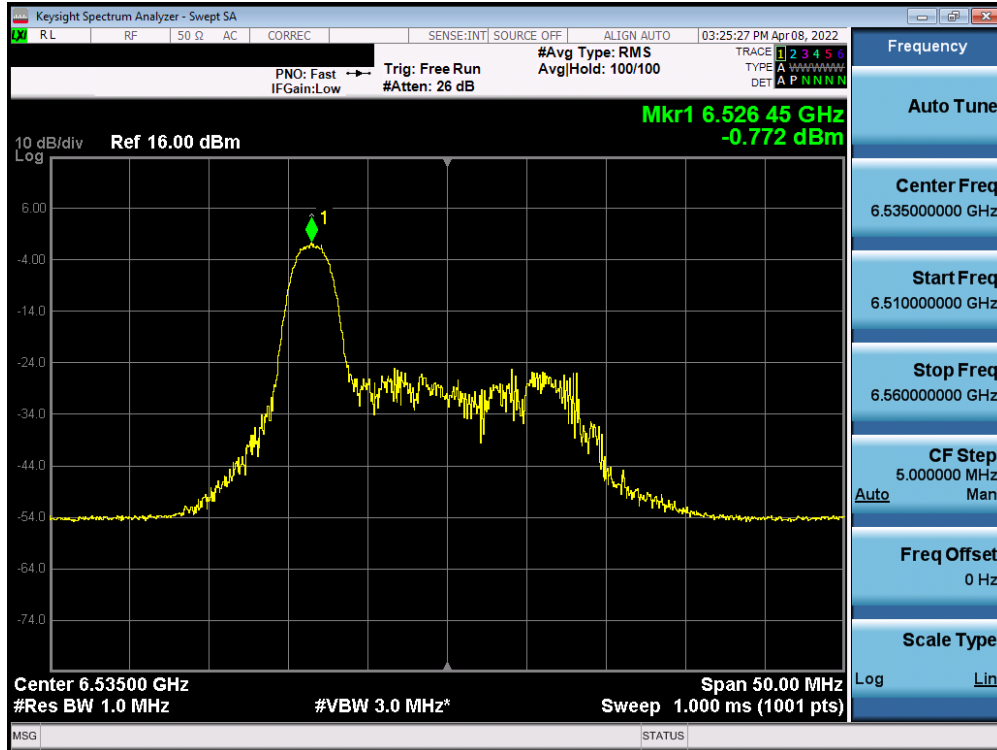 Keysight Spectrum Analyzer - Swept SA
LXI RL RF 50 Ω AC CORREC SENSE:INT SOURCE OFF ALIGN AUTO 03:25:27 PM Apr 08, 2022
#Avg Type: RMS TRACE 1 2 3 4 5 6
PNO: Fast Trig: Free Run Avg|Hold: 100/100 TYPE A WWWWW
IFGain:Low #Atten: 26 dB DET A P N N N N
Mkr1 6.526 45 GHz
10 dB/div Ref 16.00 dBm -0.772 dBm
Log
6.00
1
-4.00
-14.0
-24.0
-34.0
-44.0
-54.0
-64.0
-74.0
Center 6.53500 GHz Span 50.00 MHz
#Res BW 1.0 MHz #VBW 3.0 MHz* Sweep 1.000 ms (1001 pts)
MSG STATUS
Frequency
Auto Tune
Center Freq
6.535000000 GHz
Start Freq
6.510000000 GHz
Stop Freq
6.560000000 GHz
CF Step
5.000000 MHz
Auto Man
Freq Offset
0 Hz
Scale Type
Log Lin